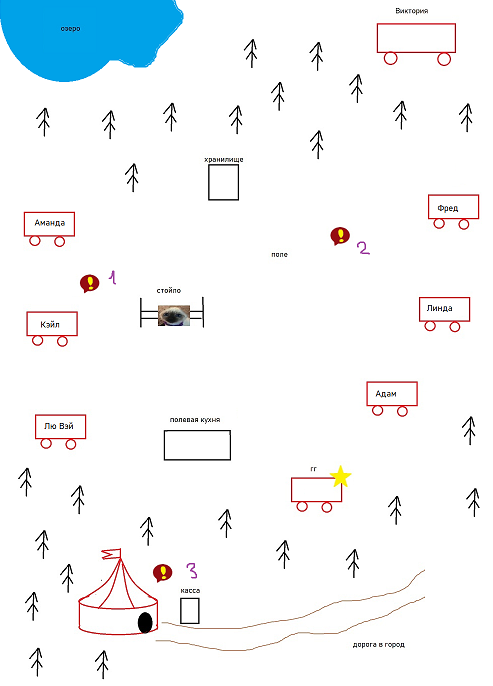 Виктория
озеро
хранилище
Аманда
Фред
2
поле
1
стойло
Линда
Кэйл
Адам
полевая кухня
Лю Вэй
гг
3
касса
дорога в город